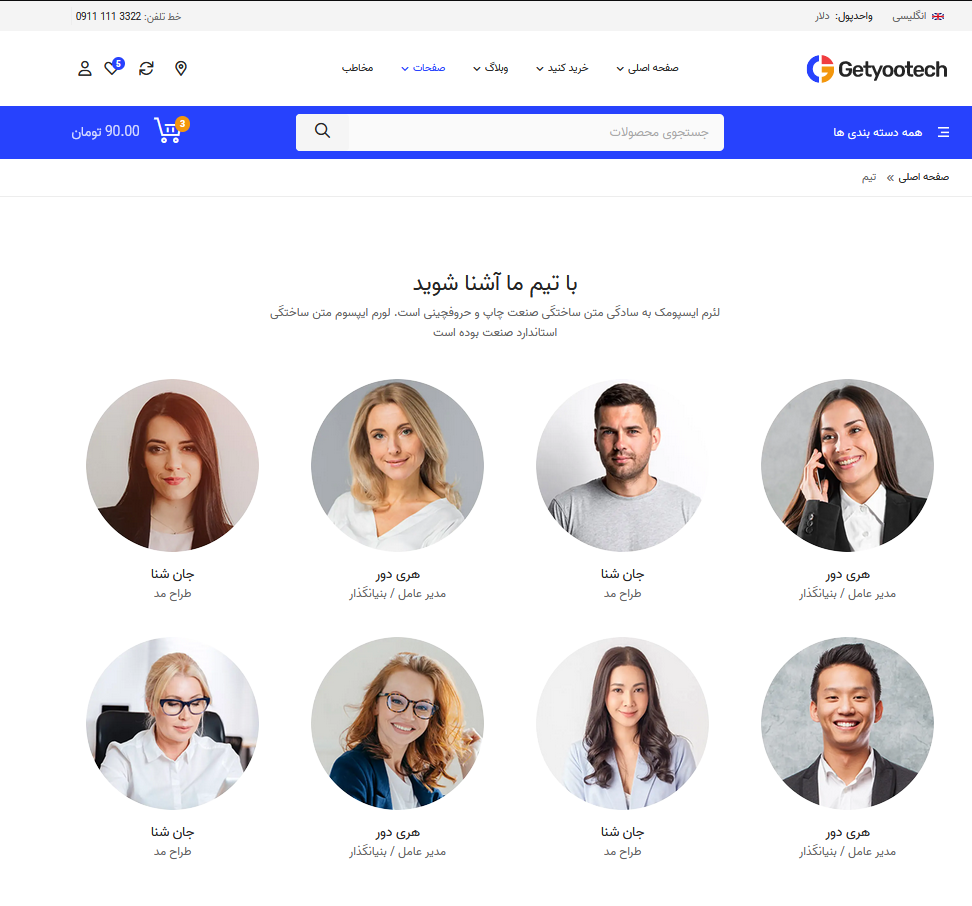 انگلیسی
واحدپول: دلار
خط تلفن: 3322 111 0911
Getyootech
صفحه اصلی
خرید کنید
وبلاگ
صفحات
مخاطب
5
همه دسته بندی ها
جستجوی محصولات
3
90.00 تومان
صفحه اصلی » تیم
با تیم ما آشنا شوید
لئرم ایسپومک به سادگی متن ساختگی صنعت چاپ و حروفچینی است. لورم ایپسوم متن ساختگی
استاندارد صنعت بوده است
هری دور
مدیر عامل / بنیانگذار
جان شنا
طراح مد
هری دور
مدیر عامل / بنیانگذار
جان شنا
طراح مد
هری دور
مدیر عامل / بنیانگذار
جان شنا
طراح مد
هری دور
مدیر عامل / بنیانگذار
جان شنا
طراح مد